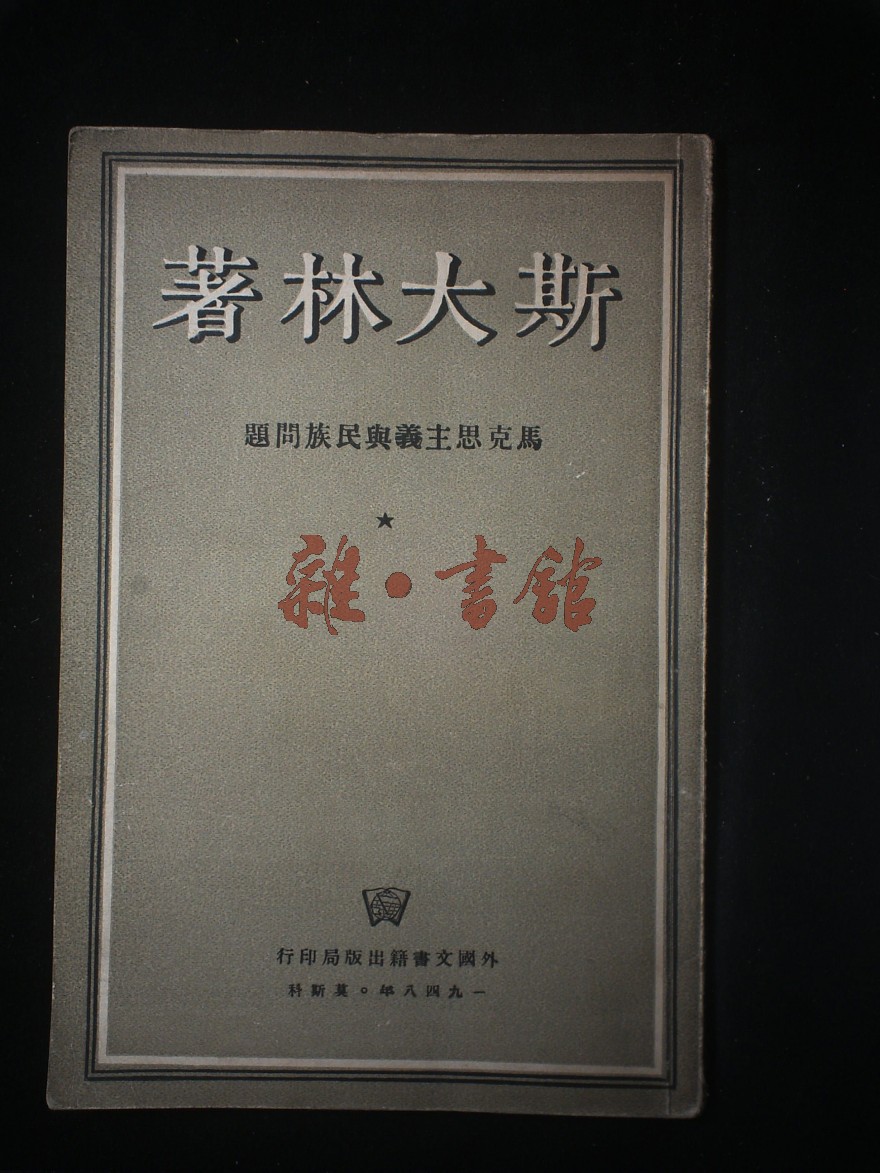 斯大林著
馬克思主義與民族問題
★
雜·書館
外國文書籍出版局印行
一九四八年。莫斯科